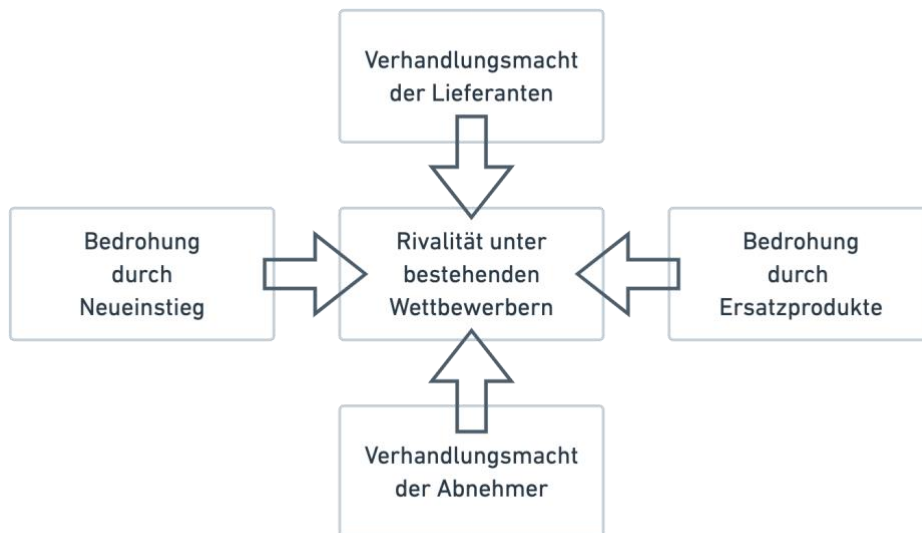 Verhandlungsmacht
der Lieferanten
Bedrohung
durch
Neueinstieg
Rivalität unter
bestehenden
Wettbewerbern
Bedrohung
durch
Ersatzprodukte
Verhandlungsmacht
der Abnehmer